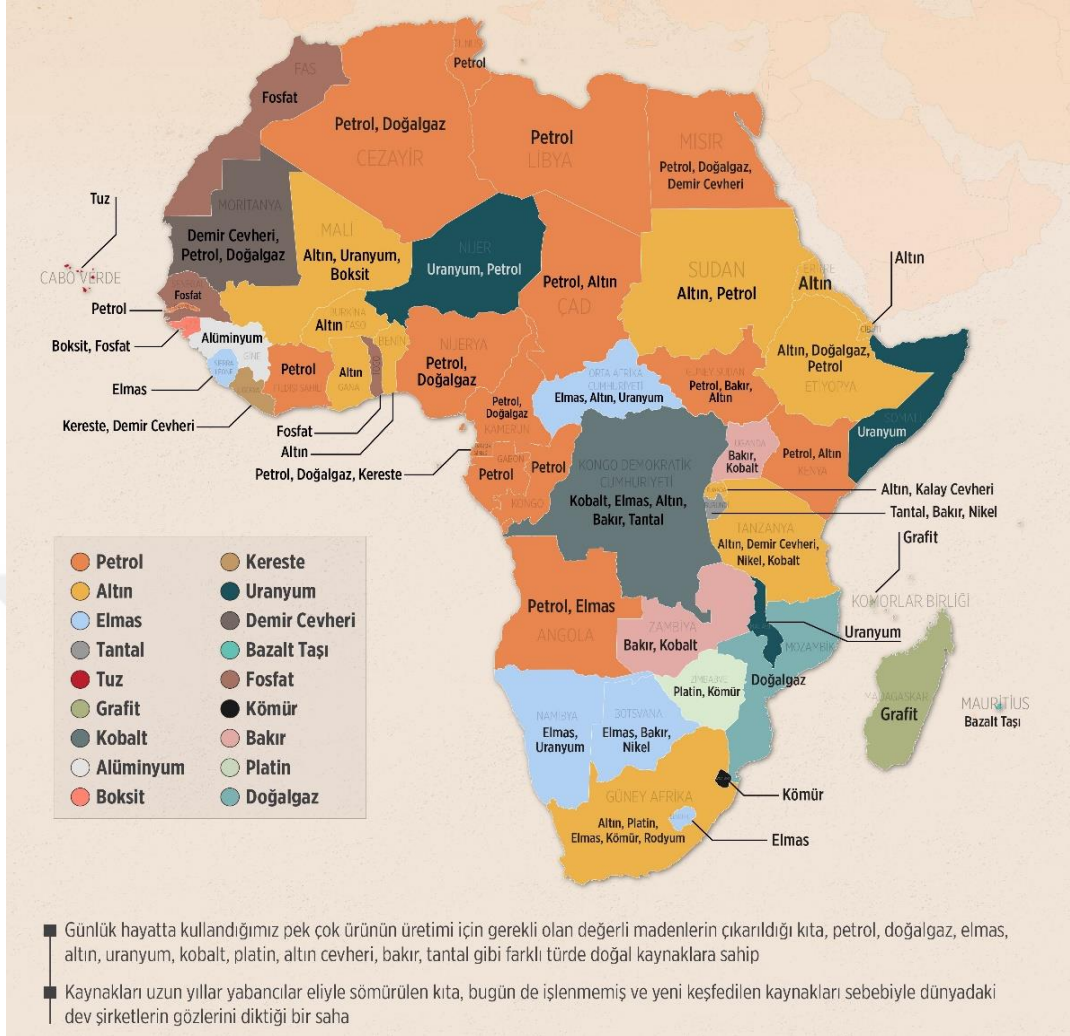 TUNUS
Petrol
FAS
Fosfat
Petrol, Doğalgaz
CEZAYİR
Petrol
LİBYA
MISIR
Petrol, Doğalgaz,
Demir Cevheri
Tuz
CABO VERDE
MORİTANYA
Demir Cevheri,
Petrol, Doğalgaz
MALİ
Altın, Uranyum,
Boksit
NİJER
Uranyum, Petrol
Petrol, Altın
ÇAD
SUDAN
Altın, Petrol
ERİTRE
Altın
Altın
Petrol
Fosfat
Boksit, Fosfat
Alüminyum
GİNE
Elmas
SIERRA
LEONE
Kereste, Demir Cevheri
Petrol
FİLDİŞİ SAHİLİ
BURKINA
FASO
Altın
Altın
GANA
TOGO
BENİN
Fosfat
Altın
NİJERYA
Petrol,
Doğalgaz
Petrol,
Doğalgaz
KAMERUN
Petrol, Doğalgaz, Kereste
ORTA AFRİKA
CUMHURİYETİ
Elmas, Altın, Uranyum
GÜNEY SUDAN
Petrol, Bakır,
Altın
CİBUTİ
Altın, Doğalgaz,
Petrol
ETİYOPYA
SOMALİ
Uranyum
GABON
Petrol
Petrol
KONGO
KONGO DEMOKRATİK
CUMHURİYETİ
Kobalt, Elmas, Altın,
Bakır, Tantal
UGANDA
Bakır,
Kobalt
Petrol, Altın
KENYA
Altın, Kalay Cevheri
Tantal, Bakır, Nikel
TANZANYA
Altın, Demir Cevheri,
Nikel, Kobalt
Grafit
KOMORLAR BİRLİĞİ
Uranyum
Petrol, Elmas
ANGOLA
ZAMBİYA
Bakır, Kobalt
MOZAMBİK
Doğalgaz
ZİMBABVE
Platin, Kömür
MADAGASKAR
Grafit
MAURİTİUS
Bazalt Taşı
NAMİBYA
Elmas,
Uranyum
BOTSVANA
Elmas, Bakır,
Nikel
GÜNEY AFRİKA
Altın, Platin,
Elmas, Kömür, Rodyum
Kömür
Elmas
Petrol
Altın
Elmas
Tantal
Tuz
Grafit
Kobalt
Alüminyum
Boksit
Kereste
Uranyum
Demir Cevheri
Bazalt Taşı
Fosfat
Kömür
Bakır
Platin
Doğalgaz
Günlük hayatta kullandığımız pek çok ürünün üretimi için gerekli olan değerli madenlerin çıkarıldığı kıta, petrol, doğalgaz, elmas,
altın, uranyum, kobalt, platin, altın cevheri, bakır, tantal gibi farklı türde doğal kaynaklara sahip
Kaynakları uzun yıllar yabancılar eliyle sömürülen kıta, bugün de işlenmemiş ve yeni keşfedilen kaynakları sebebiyle dünyadaki
dev şirketlerin gözlerini diktiği bir saha